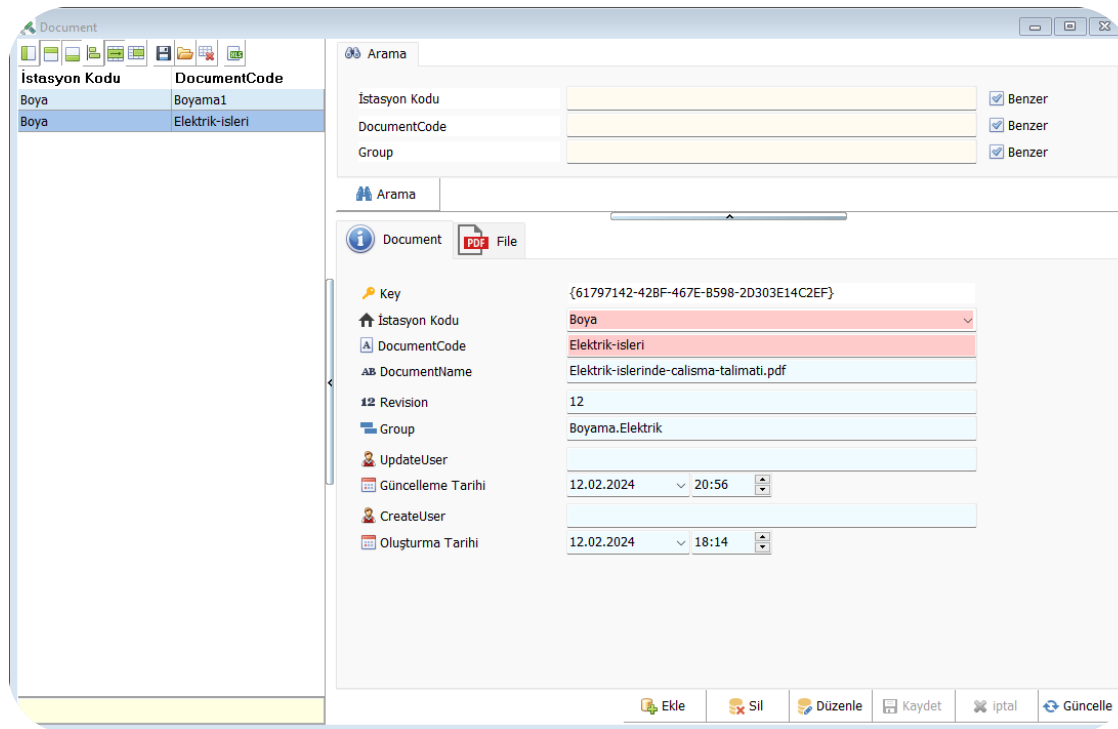 Document
İstasyon Kodu DocumentCode
Boya Boyama1
Boya Elektrik-isleri
Arama
İstasyon Kodu Benzer
DocumentCode Benzer
Group Benzer
Arama
Document PDF File
Key {61797142-42BF-467E-B598-2D303E14C2EF}
İstasyon Kodu Boya
A DocumentCode Elektrik-isleri
AB DocumentName Elektrik-islerinde-calisma-talimati.pdf
12 Revision 12
Group Boyama.Elektrik
UpdateUser
Güncelleme Tarihi 12.02.2024 20:56
CreateUser
Oluşturma Tarihi 12.02.2024 18:14
Ekle Sil Düzenle Kaydet iptal Güncelle